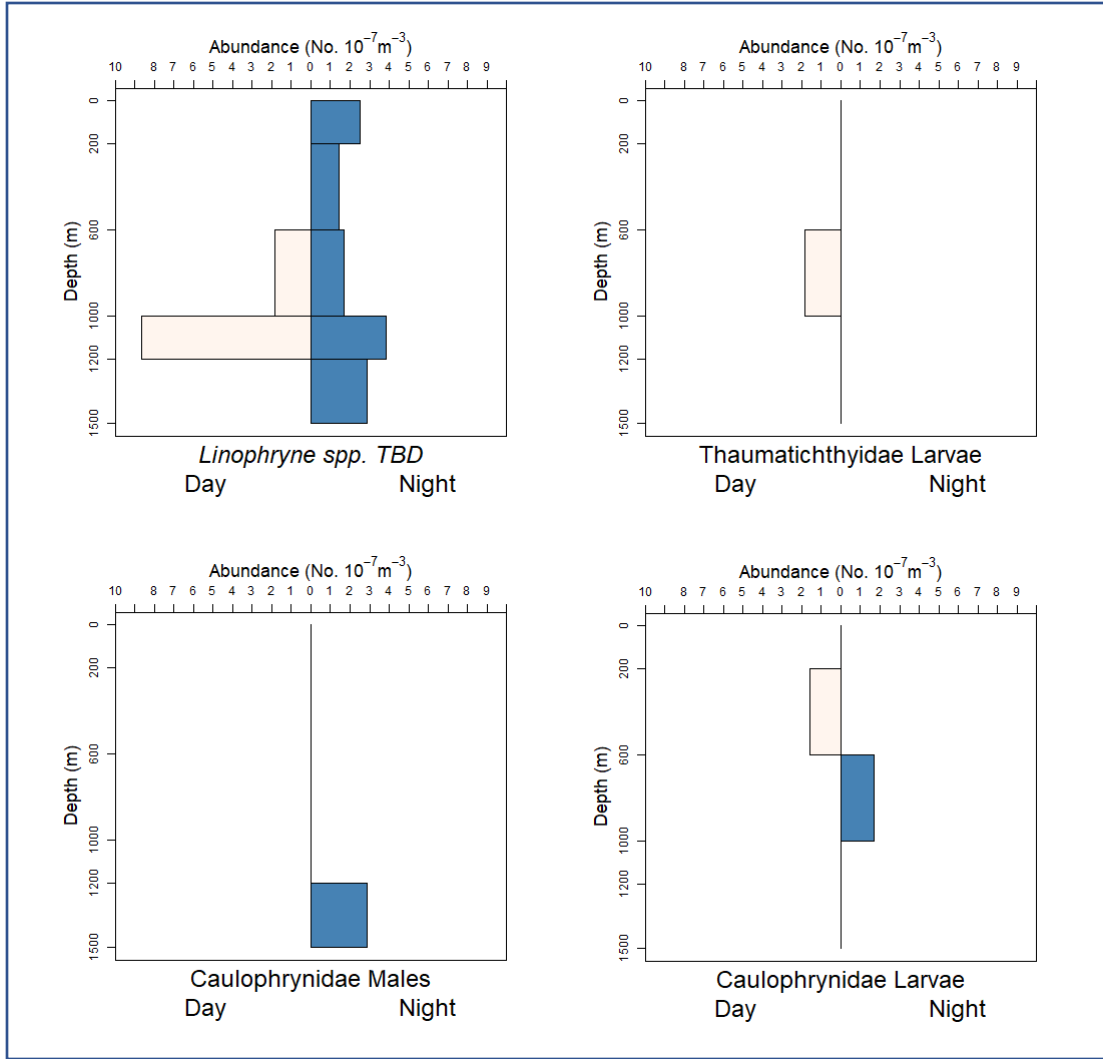 Abundance (No. 10⁻⁷m⁻³)
10 8 7 6 5 4 3 2 1 0 1 2 3 4 5 6 7 8 9
Depth (m)
0
200
600
1000
1200
1500
Linophryne spp. TBD
Day Night
Abundance (No. 10⁻⁷m⁻³)
10 8 7 6 5 4 3 2 1 0 1 2 3 4 5 6 7 8 9
Depth (m)
0
200
600
1000
1200
1500
Thaumatichthyidae Larvae
Day Night
Abundance (No. 10⁻⁷m⁻³)
10 8 7 6 5 4 3 2 1 0 1 2 3 4 5 6 7 8 9
Depth (m)
0
200
600
1000
1200
1500
Caulophrynidae Males
Day Night
Abundance (No. 10⁻⁷m⁻³)
10 8 7 6 5 4 3 2 1 0 1 2 3 4 5 6 7 8 9
Depth (m)
0
200
600
1000
1200
1500
Caulophrynidae Larvae
Day Night